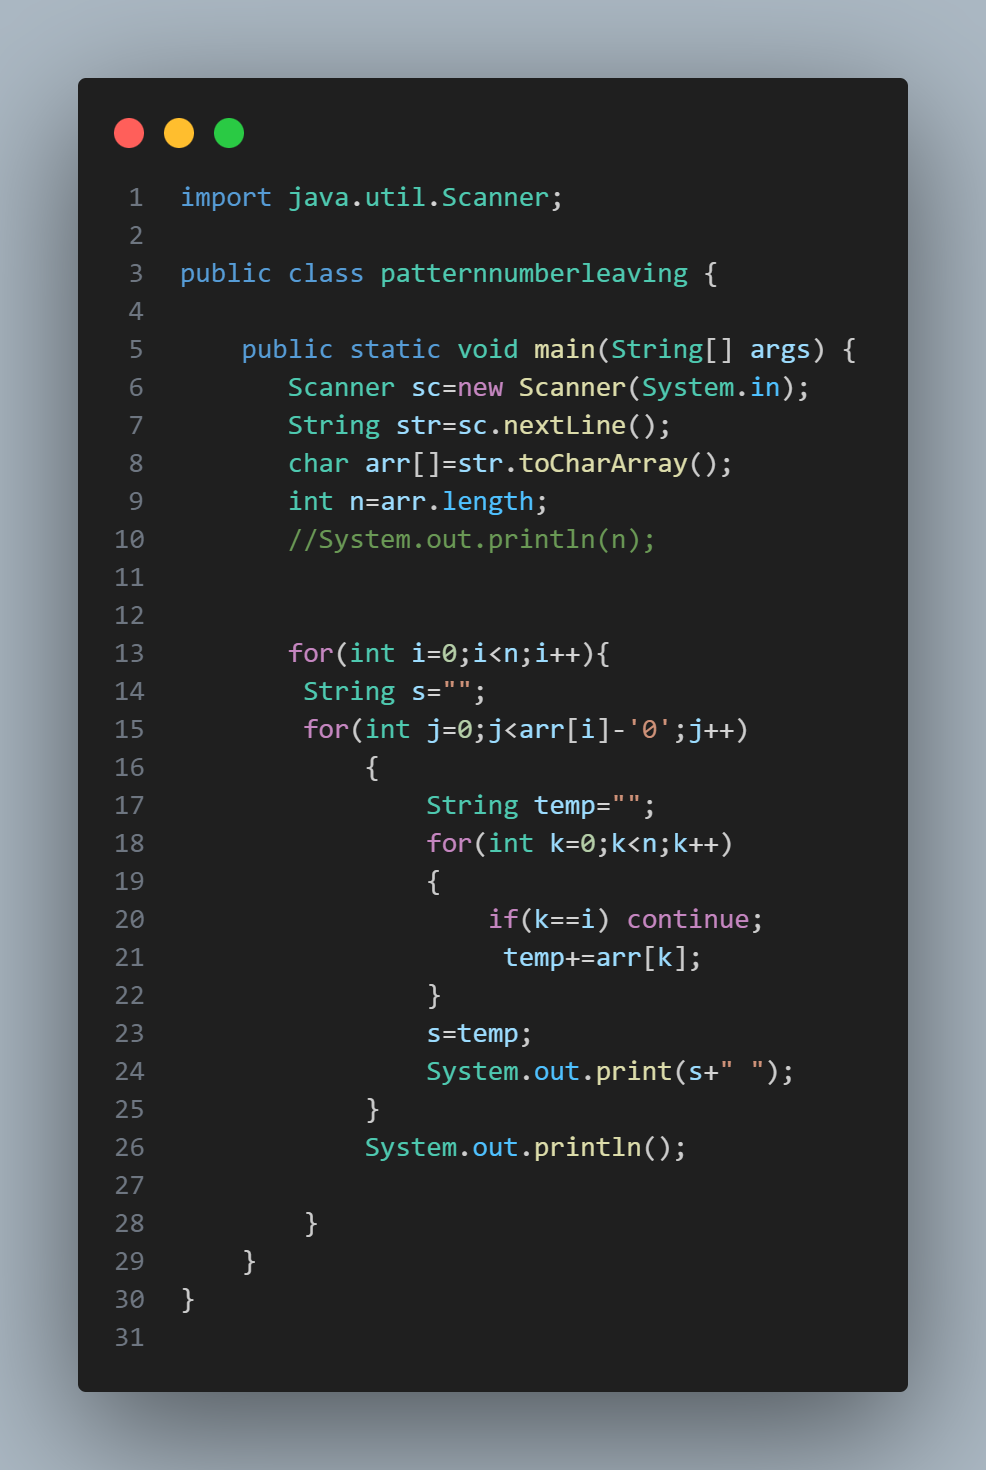 1 import java.util.Scanner;
2
3 public class patternnumberleaving {
4
5     public static void main(String[] args) {
6        Scanner sc=new Scanner(System.in);
7        String str=sc.nextLine();
8        char arr[]=str.toCharArray();
9        int n=arr.length;
10        //System.out.println(n);
11
12
13        for(int i=0;i<n;i++){
14         String s="";
15         for(int j=0;j<arr[i]-'0';j++)
16             {
17                 String temp="";
18                 for(int k=0;k<n;k++)
19                 {
20                     if(k==i) continue;
21                      temp+=arr[k];
22                 }
23                 s=temp;
24                 System.out.print(s+" ");
25             }
26             System.out.println();
27
28         }
29     }
30 }
31